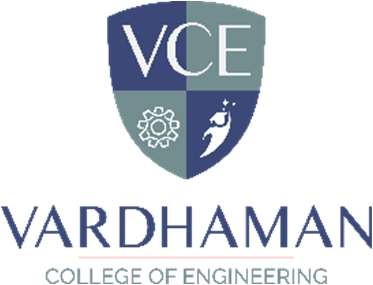 VCE
VARDHAMAN
COLLEGE OF ENGINEERING